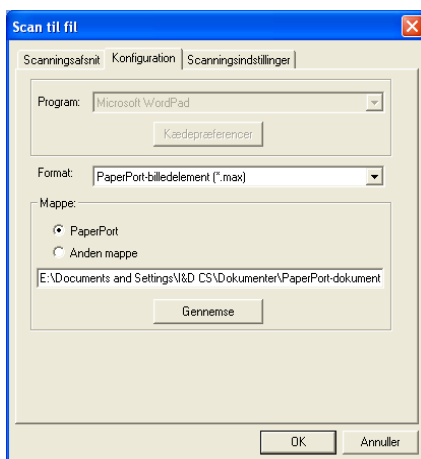 Scan til fil
Scanningsafsnit Konfiguration Scanningsindstillinger
Program: Microsoft WordPad
Kædepræferencer
Format: PaperPort-billedelement (*.max)
Mappe:
PaperPort
Anden mappe
E:\Documents and Settings\I&D CS\Dokumenter\PaperPort-dokument
Gennemse
OK Annuller